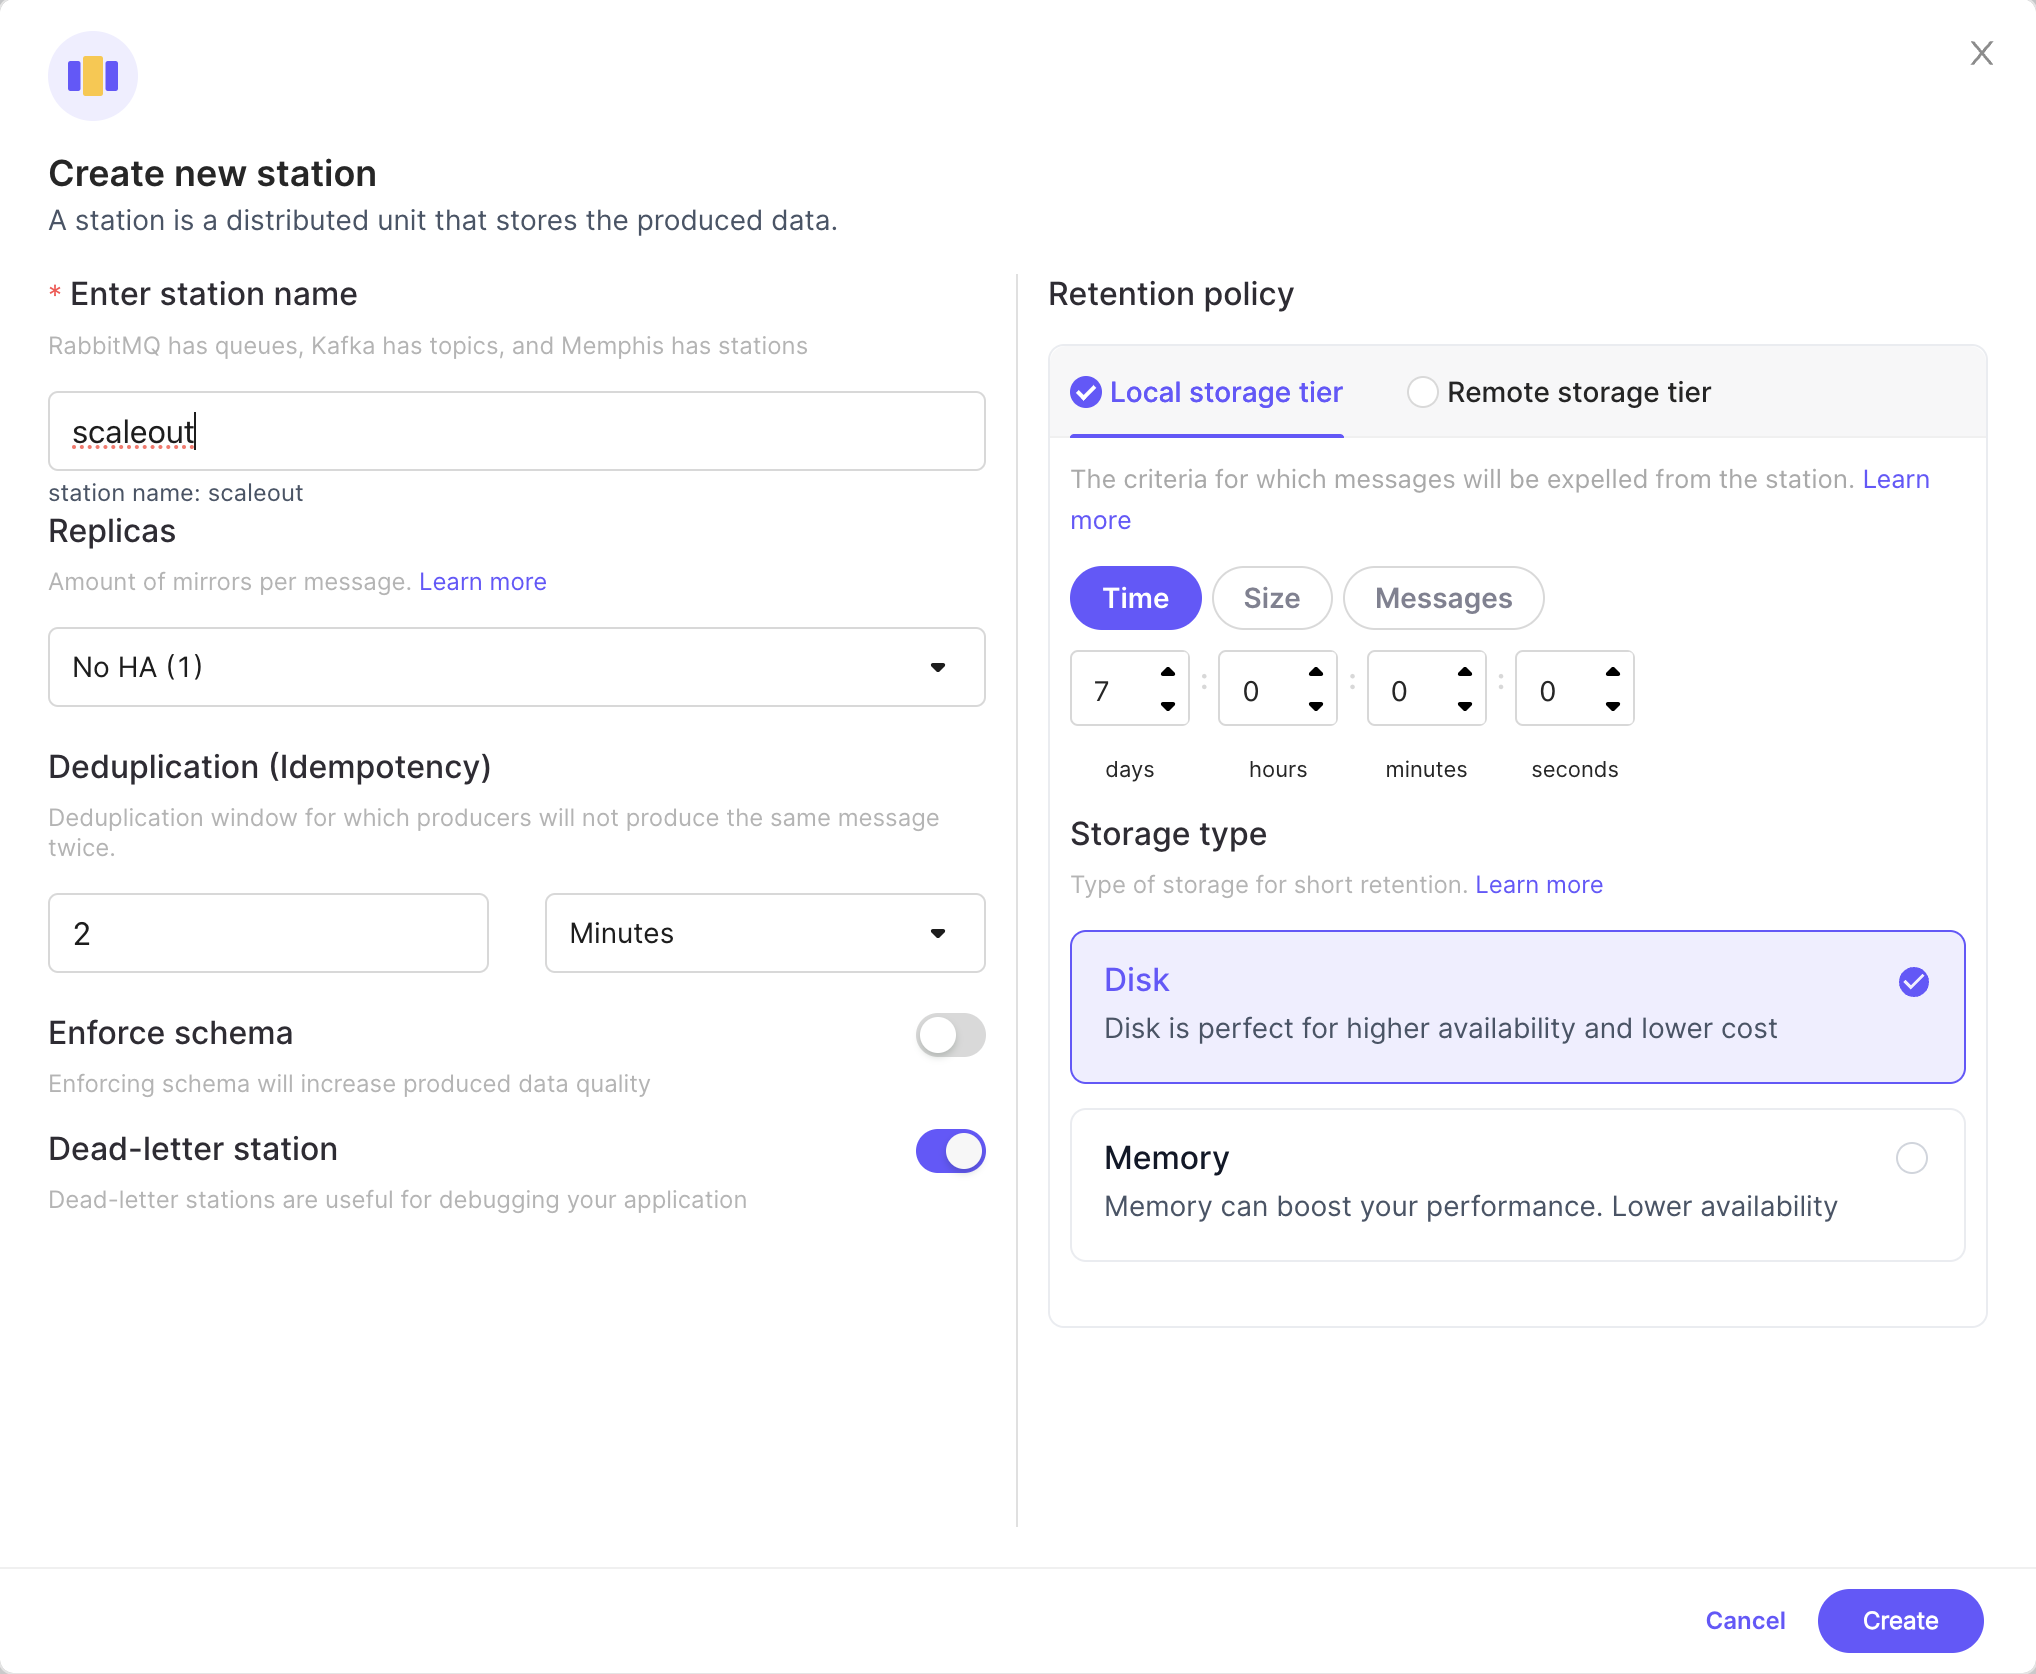 Create new station
A station is a distributed unit that stores the produced data.
* Enter station name
RabbitMQ has queues, Kafka has topics, and Memphis has stations
scaleout
station name: scaleout
Replicas
Amount of mirrors per message. Learn more
No HA (1)
Deduplication (Idempotency)
Deduplication window for which producers will not produce the same message
twice.
2 Minutes
Enforce schema
Enforcing schema will increase produced data quality
Dead-letter station
Dead-letter stations are useful for debugging your application
Retention policy
Local storage tier Remote storage tier
The criteria for which messages will be expelled from the station. Learn
more
Time Size Messages
7 : 0 : 0 : 0
days hours minutes seconds
Storage type
Type of storage for short retention. Learn more
Disk
Disk is perfect for higher availability and lower cost
Memory
Memory can boost your performance. Lower availability
Cancel Create